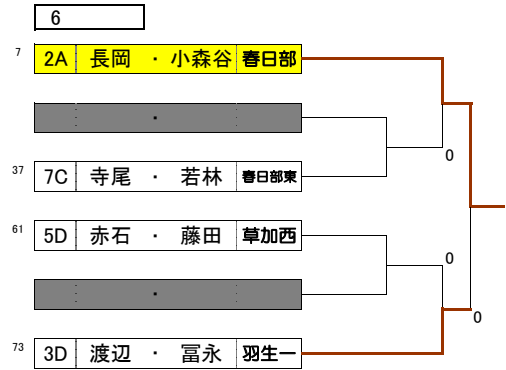 6
7 2A 長岡 ・ 小森谷 春日部
・
37 7C 寺尾 ・ 若林 春日部東
0
61 5D 赤石 ・ 藤田 草加西
0
・
0
73 3D 渡辺 ・ 冨永 羽生一